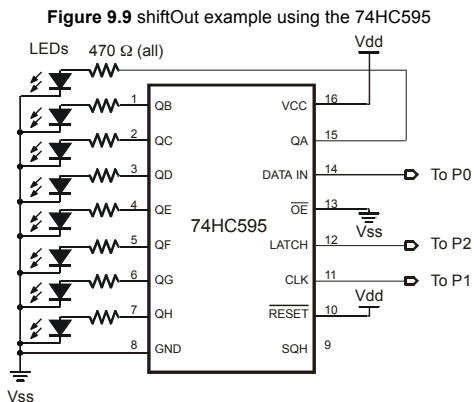 Figure 9.9 shiftOut example using the 74HC595
LEDs 470 Ω (all) Vdd
1 QB VCC 16
2 QC QA 15
3 QD DATA IN 14 To P0
4 QE OE 13
74HC595 Vss
5 QF LATCH 12 To P2
6 QG CLK 11 To P1
Vdd
7 QH RESET 10
8 GND SQH 9
Vss